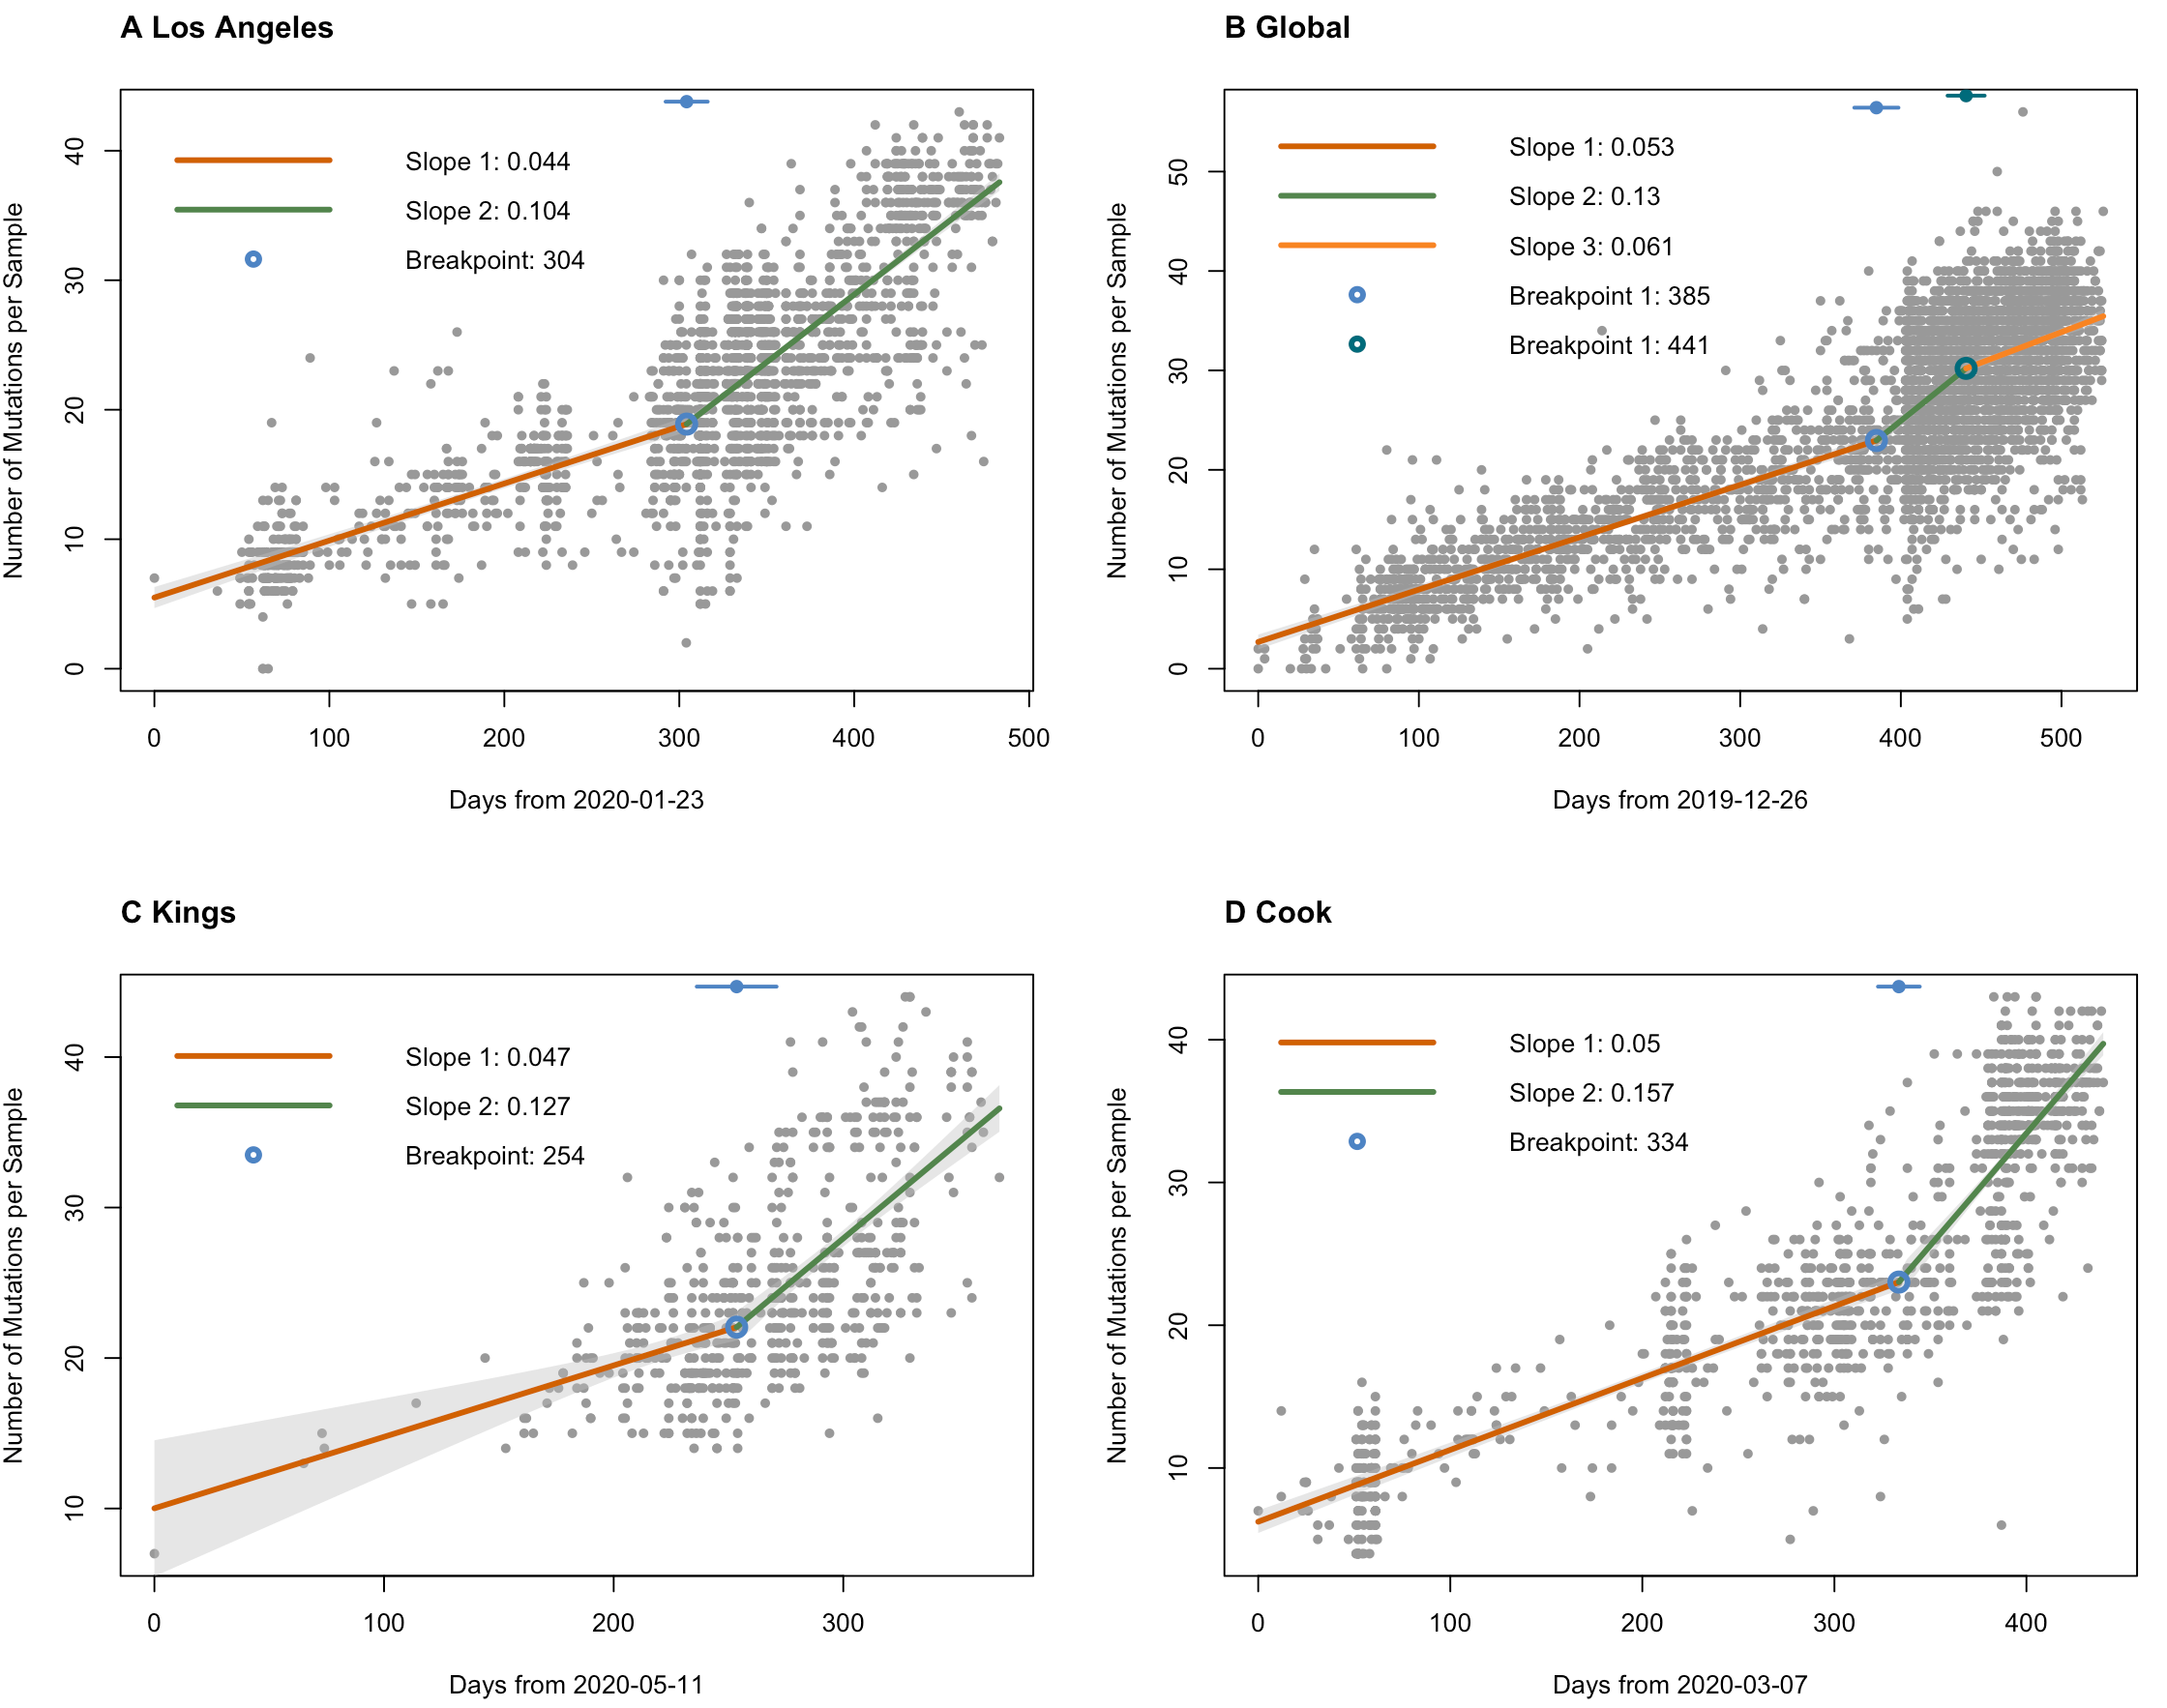 A Los Angeles
Number of Mutations per Sample
0
10
20
30
40
Slope 1: 0.044
Slope 2: 0.104
Breakpoint: 304
0 100 200 300 400 500
Days from 2020-01-23
B Global
Number of Mutations per Sample
0
10
20
30
40
50
Slope 1: 0.053
Slope 2: 0.13
Slope 3: 0.061
Breakpoint 1: 385
Breakpoint 1: 441
0 100 200 300 400 500
Days from 2019-12-26
C Kings
Number of Mutations per Sample
10
20
30
40
Slope 1: 0.047
Slope 2: 0.127
Breakpoint: 254
0 100 200 300
Days from 2020-05-11
D Cook
Number of Mutations per Sample
10
20
30
40
Slope 1: 0.05
Slope 2: 0.157
Breakpoint: 334
0 100 200 300 400
Days from 2020-03-07